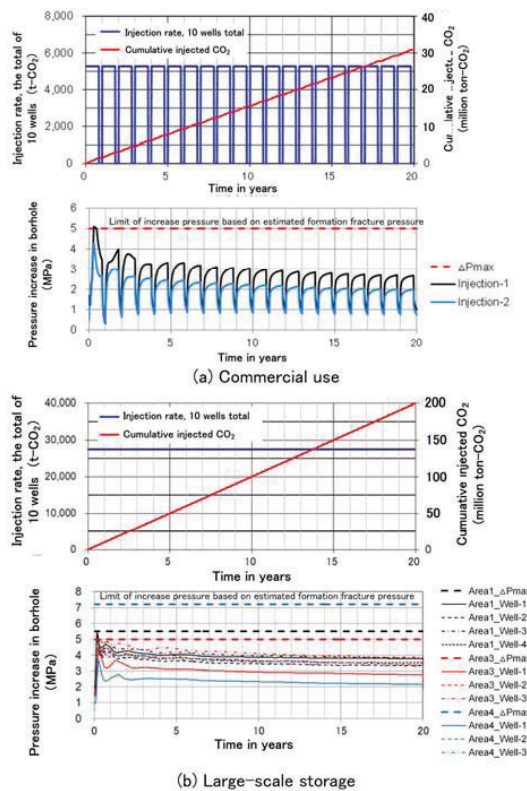 8,000
6,000
4,000
2,000
0
40
30
20
10
0
Injection rate, the total of
10 wells (t-CO2)
Injection rate, 10 wells total
Cumulative injected CO2
(million ton-CO2)
0 5 10 15 20
Time in years
6
5
4
3
2
1
0
Pressure increase in borhole
(MPa)
Limit of increase pressure based on estimated formation fracture pressure
△Pmax
Injection-1
Injection-2
0 5 10 15 20
Time in years
(a) Commercial use
40,000
30,000
20,000
10,000
0
200
150
100
50
0
Injection rate, the total of
10 wells (t-CO2)
Injection rate, 10 wells total
Cumulative injected CO2
Cumuative injected CO2
(million ton-CO2)
0 5 10 15 20
Time in years
8
7
6
5
4
3
2
1
0
Pressure increase in borhole
(MPa)
Limit of increase pressure based on estimated formation fracture pressure
Area1_△Pmax
Area1_Well-1
Area1_Well-2
Area1_Well-3
Area1_Well-4
Area3_△Pmax
Area3_Well-1
Area3_Well-2
Area3_Well-3
Area4_△Pmax
Area4_Well-1
Area4_Well-2
Area4_Well-3
0 5 10 15 20
Time in years
(b) Large-scale storage